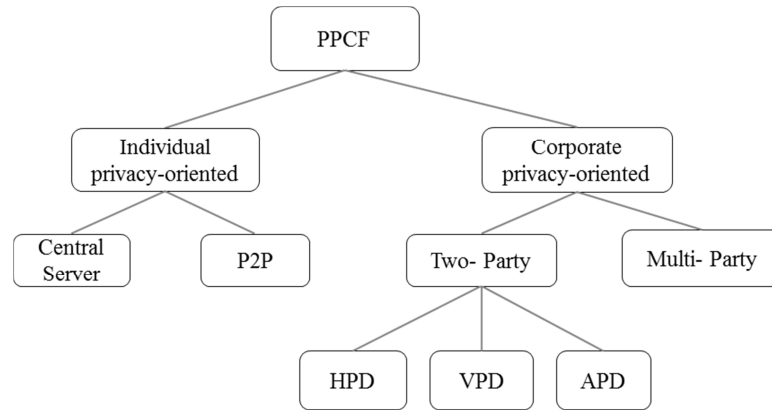 PPCF
Individual
privacy-oriented
Corporate
privacy-oriented
Central
Server
P2P
Two- Party
Multi- Party
HPD
VPD
APD